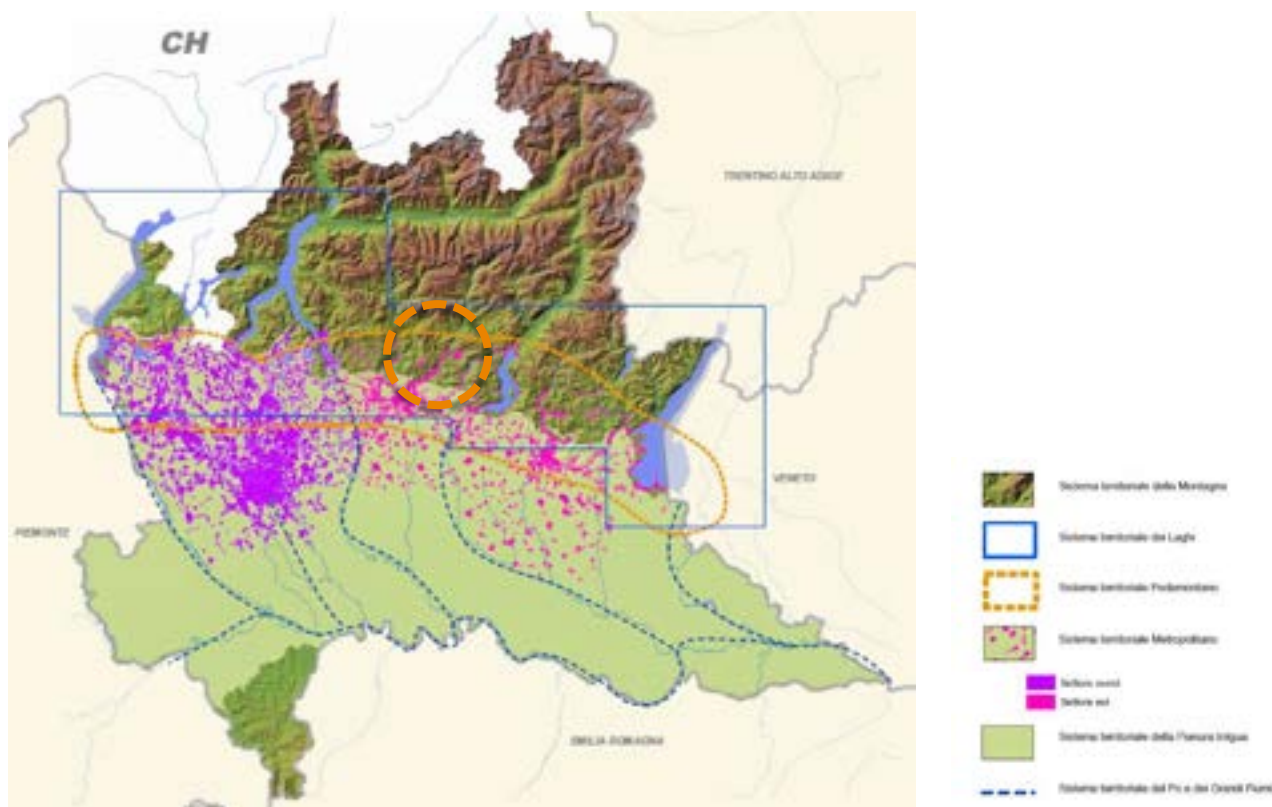 CH
TRENTINO ALTO ADIGE
VENETO
PIEMONTE
EMILIA-ROMAGNA
Sistema territoriale della Montagna
Sistema territoriale dei Laghi
Sistema territoriale Pedemontano
Sistema territoriale Metropolitano
Settore ovest
Settore est
Sistema territoriale della Pianura Irrigua
Sistema territoriale del Po e dei Grandi Fiumi